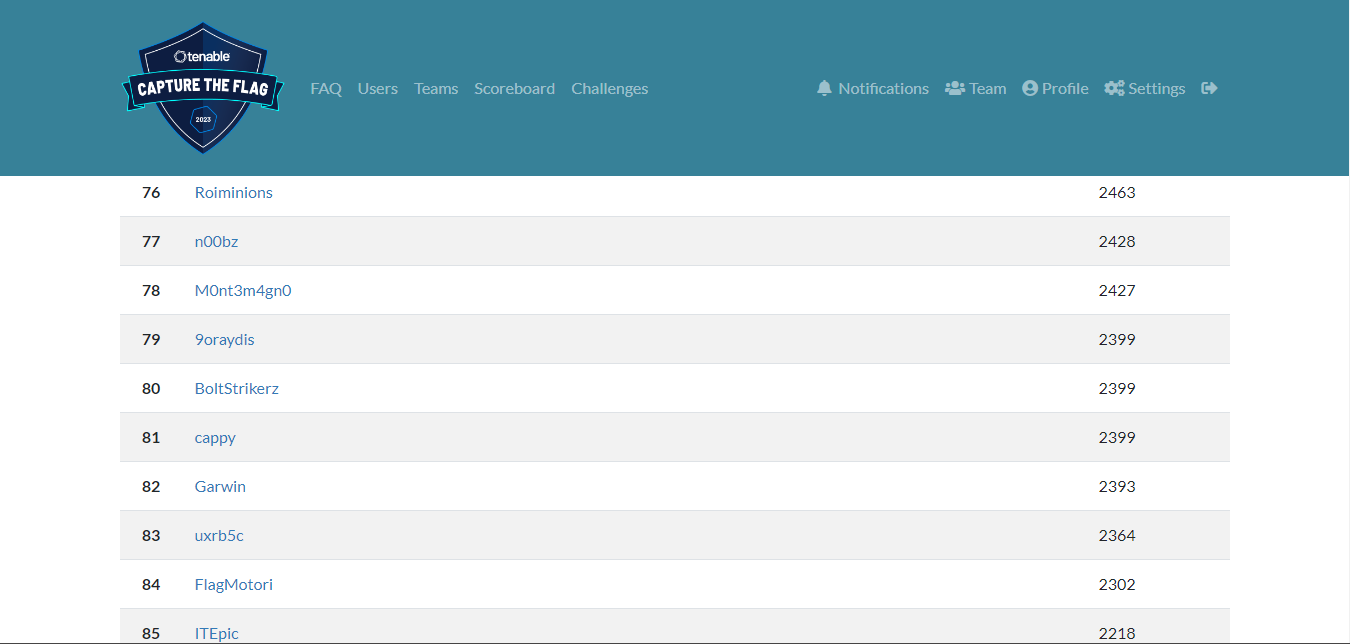 tenable
CAPTURE THE FLAG
2023
FAQ Users Teams Scoreboard Challenges Notifications Team Profile Settings
76 Roiminions 2463
77 n00bz 2428
78 M0nt3m4gn0 2427
79 9oraydis 2399
80 BoltStrikerz 2399
81 cappy 2399
82 Garwin 2393
83 uxrb5c 2364
84 FlagMotori 2302
85 ITEpic 2218